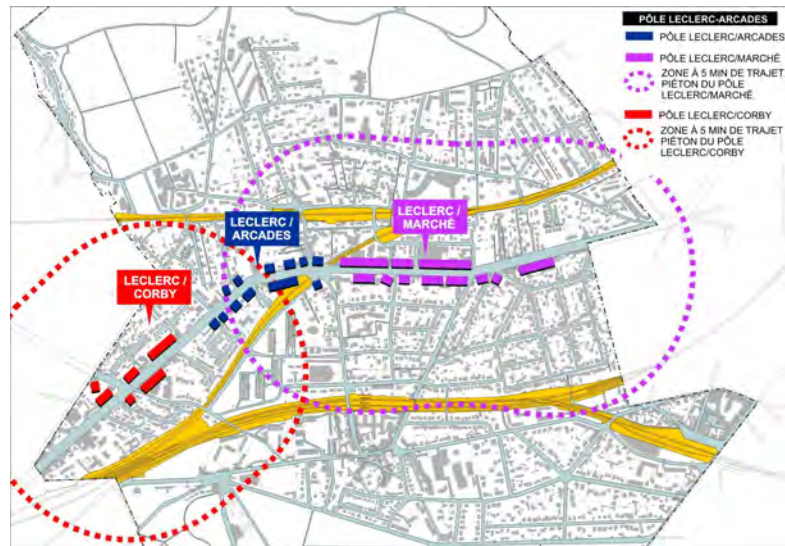 PÔLE LECLERC-ARCADES
PÔLE LECLERC/ARCADES
PÔLE LECLERC/MARCHÉ
ZONE À 5 MIN DE TRAJET
PIÉTON DU PÔLE
LECLERC/MARCHÉ
PÔLE LECLERC/CORBY
ZONE À 5 MIN DE TRAJET
PIÉTON DU PÔLE
LECLERC/CORBY
LECLERC /
MARCHÉ
LECLERC /
ARCADES
LECLERC /
CORBY